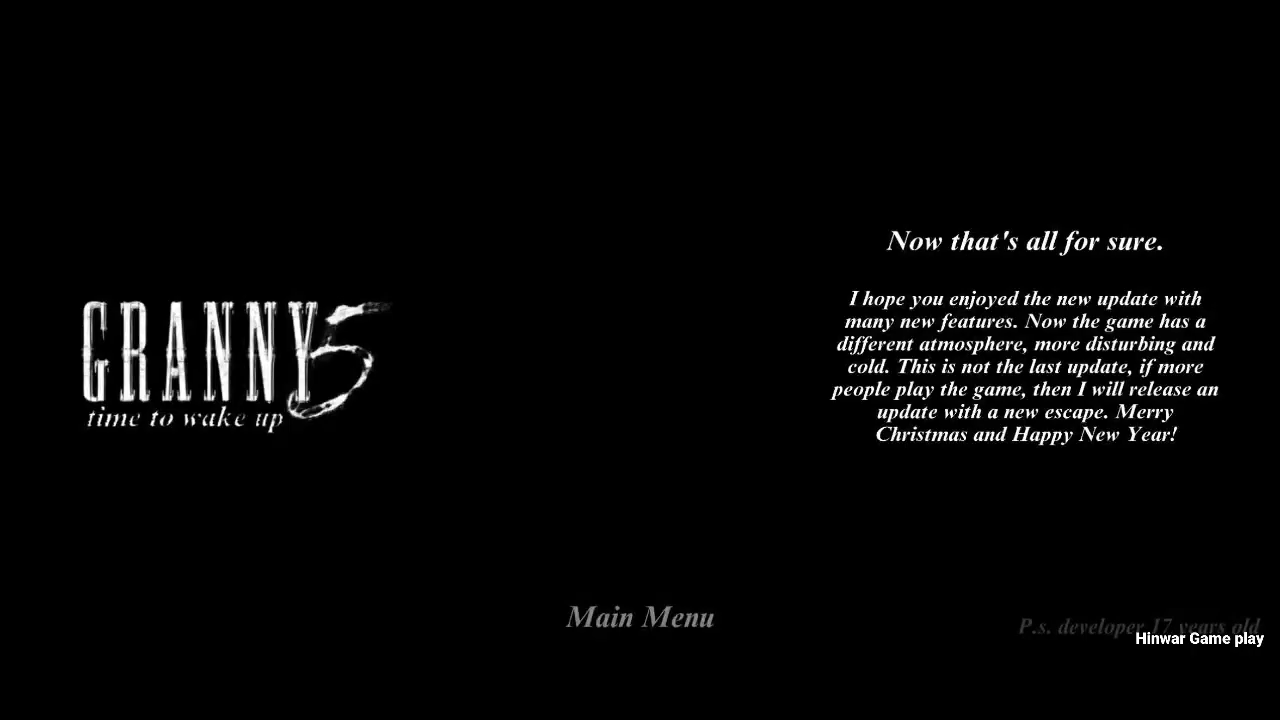 GRANNY 5
time to wake up
Now that's all for sure.
I hope you enjoyed the new update with
many new features. Now the game has a
different atmosphere, more disturbing and
cold. This is not the last update, if more
people play the game, then I will release an
update with a new escape. Merry
Christmas and Happy New Year!
Main Menu
P.s. developer 17 years old
Hinwar Game play